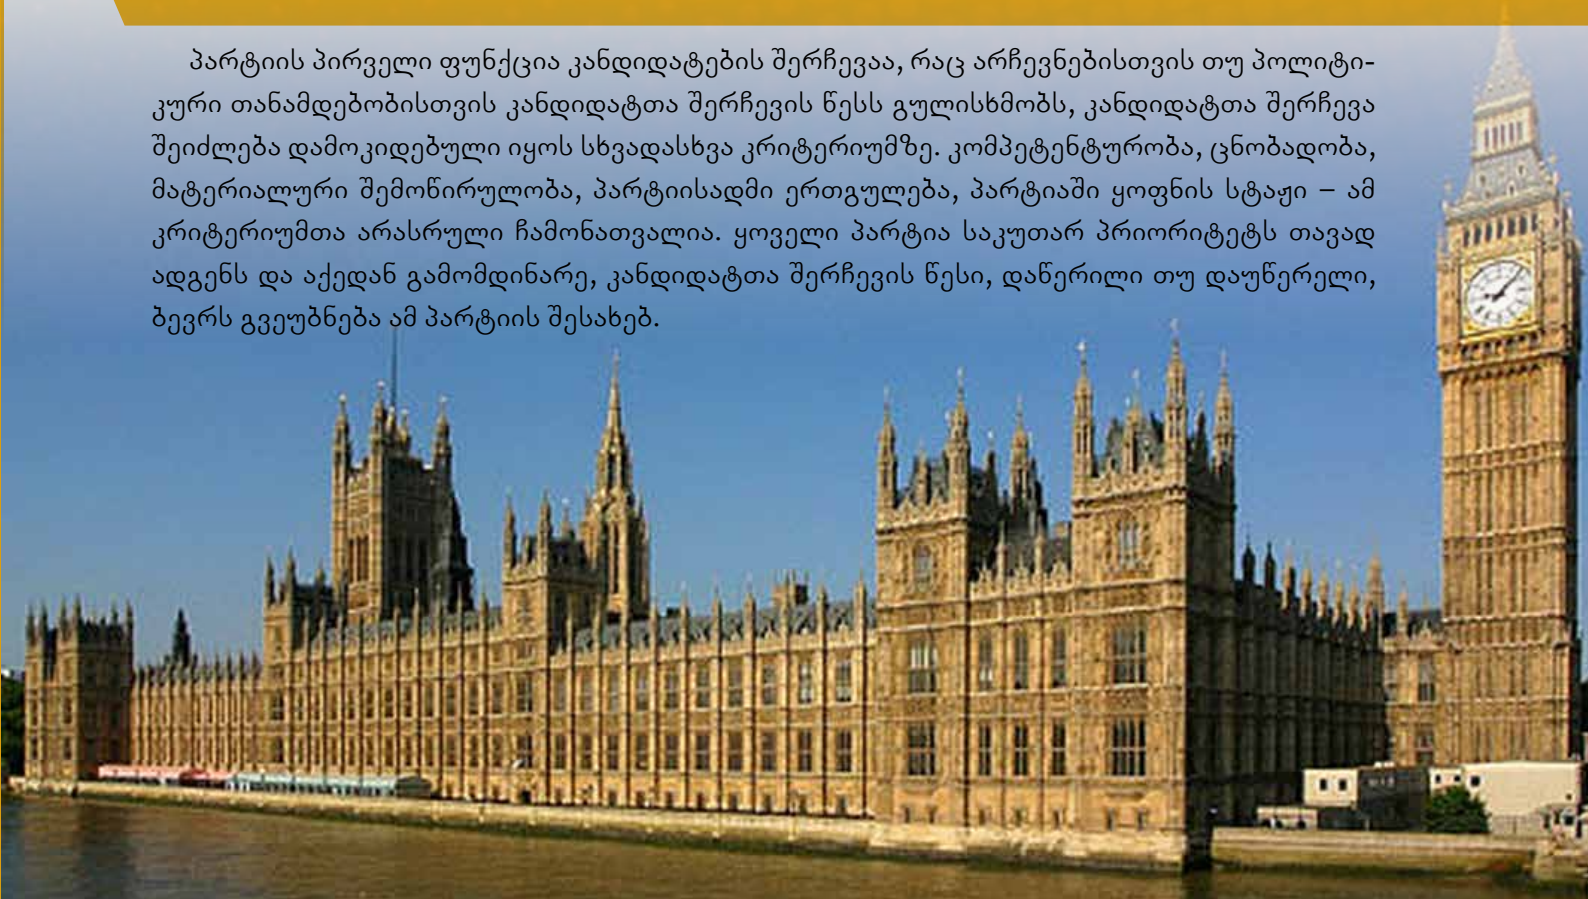 პარტიის პირველი ფუნქცია კანდიდატების შერჩევაა, რაც არჩევნებისთვის თუ პოლიტი-
კური თანამდებობისთვის კანდიდატთა შერჩევის წესს გულისხმობს, კანდიდატთა შერჩევა
შეიძლება დამოკიდებული იყოს სხვადასხვა კრიტერიუმზე. კომპეტენტურობა, ცნობადობა,
მატერიალური შემოწირულობა, პარტიისადმი ერთგულება, პარტიაში ყოფნის სტაჟი – ამ
კრიტერიუმთა არასრული ჩამონათვალია. ყოველი პარტია საკუთარ პრიორიტეტს თავად
ადგენს და აქედან გამომდინარე, კანდიდატთა შერჩევის წესი, დაწერილი თუ დაუწერელი,
ბევრს გვეუბნება ამ პარტიის შესახებ.